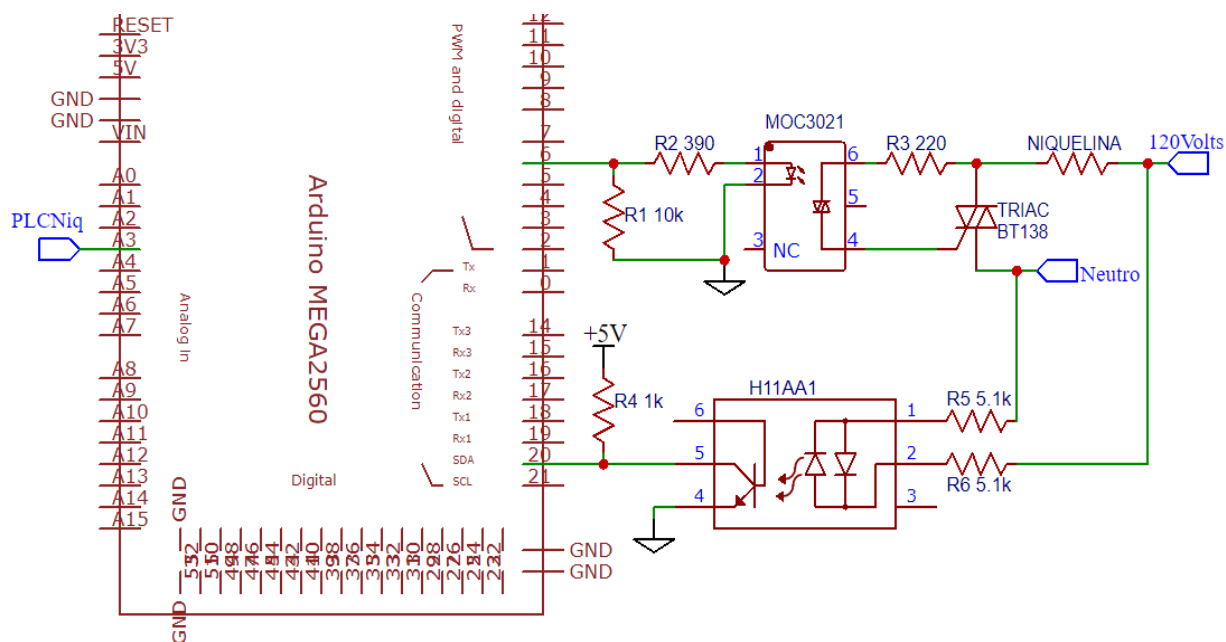 RESET
3V3
5V
GND
GND
VIN
A0
A1
A2
PLCNiq
A3
A4
A5
A6
A7
A8
A9
A10
A11
A12
A13
A14
A15
Analog In
Arduino MEGA2560
PWM and digital
12
11
10
9
8
7
6
5
4
3
2
1
0
Tx
Rx
Communication
Tx3
Rx3
Tx2
Rx2
Tx1
Rx1
SDA
SCL
14
15
16
17
18
19
20
21
Digital
GND
GND
GND
GND
R2 390
R1 10k
MOC3021
1
2
3
NC
6
5
4
R3 220
NIQUELINA
120Volts
TRIAC
BT138
Neutro
+5V
R4 1k
H11AA1
6
5
4
1
2
3
R5 5.1k
R6 5.1k